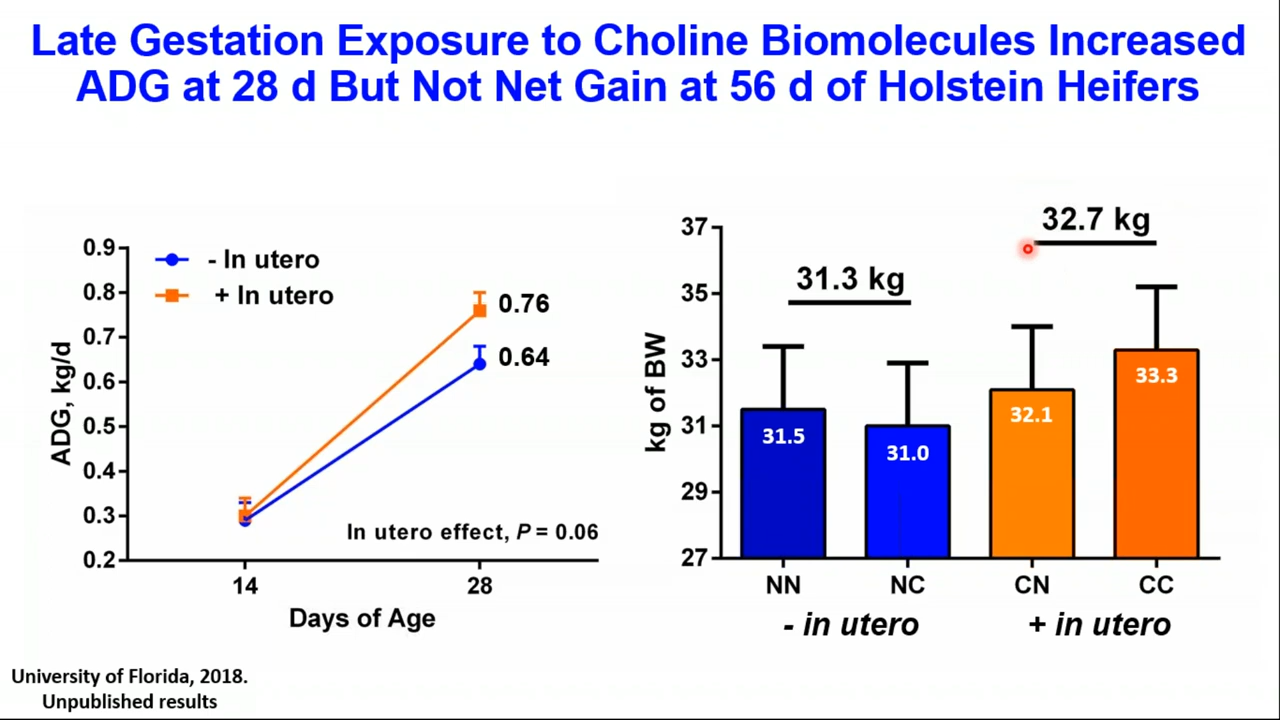 Late Gestation Exposure to Choline Biomolecules Increased
ADG at 28 d But Not Net Gain at 56 d of Holstein Heifers
ADG, kg/d
0.9
0.8
0.7
0.6
0.5
0.4
0.3
0.2
- In utero
+ In utero
0.76
0.64
In utero effect, P = 0.06
14
28
Days of Age
kg of BW
37
35
33
31
29
27
31.3 kg
32.7 kg
31.5
31.0
32.1
33.3
NN
NC
CN
CC
- in utero
+ in utero
University of Florida, 2018.
Unpublished results